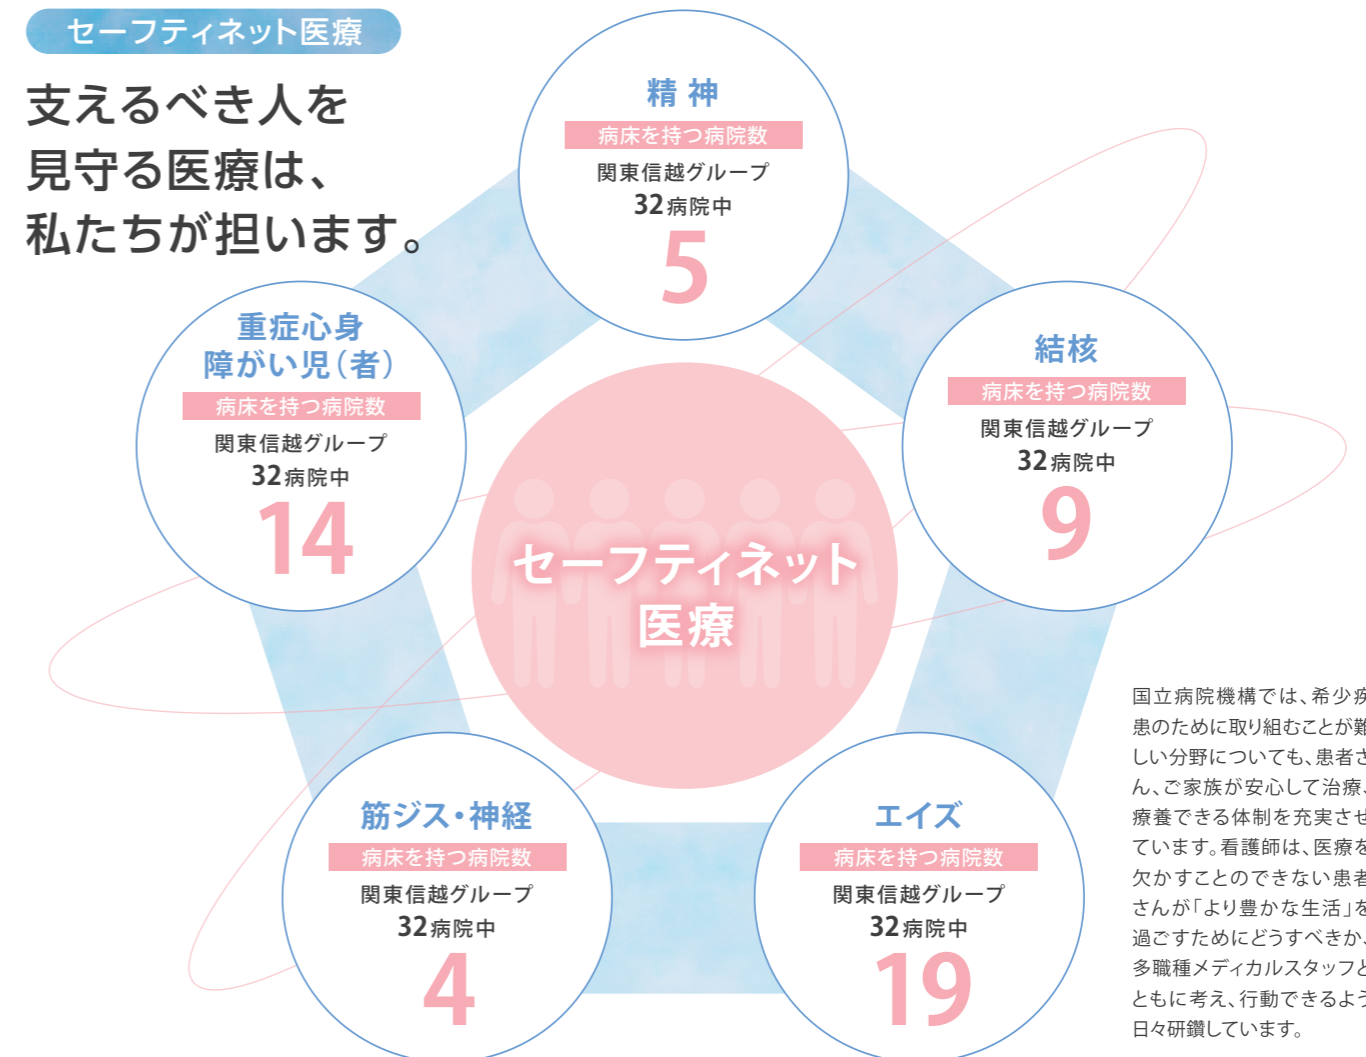 セーフティネット医療
支えるべき人を
見守る医療は、
私たちが担います。
精神
病床を持つ病院数
関東信越グループ
32病院中
5
重症心身
障がい児(者)
病床を持つ病院数
関東信越グループ
32病院中
14
結核
病床を持つ病院数
関東信越グループ
32病院中
9
セーフティネット
医療
筋ジス・神経
病床を持つ病院数
関東信越グループ
32病院中
4
エイズ
病床を持つ病院数
関東信越グループ
32病院中
19
国立病院機構では、希少疾
患のために取り組むことが難
しい分野についても、患者さ
ん、ご家族が安心して治療、
療養できる体制を充実させ
ています。看護師は、医療を
欠かすことのできない患者
さんが「より豊かな生活」を
過ごすためにどうすべきか、
多職種メディカルスタッフと
ともに考え、行動できるよう
日々研鑽しています。